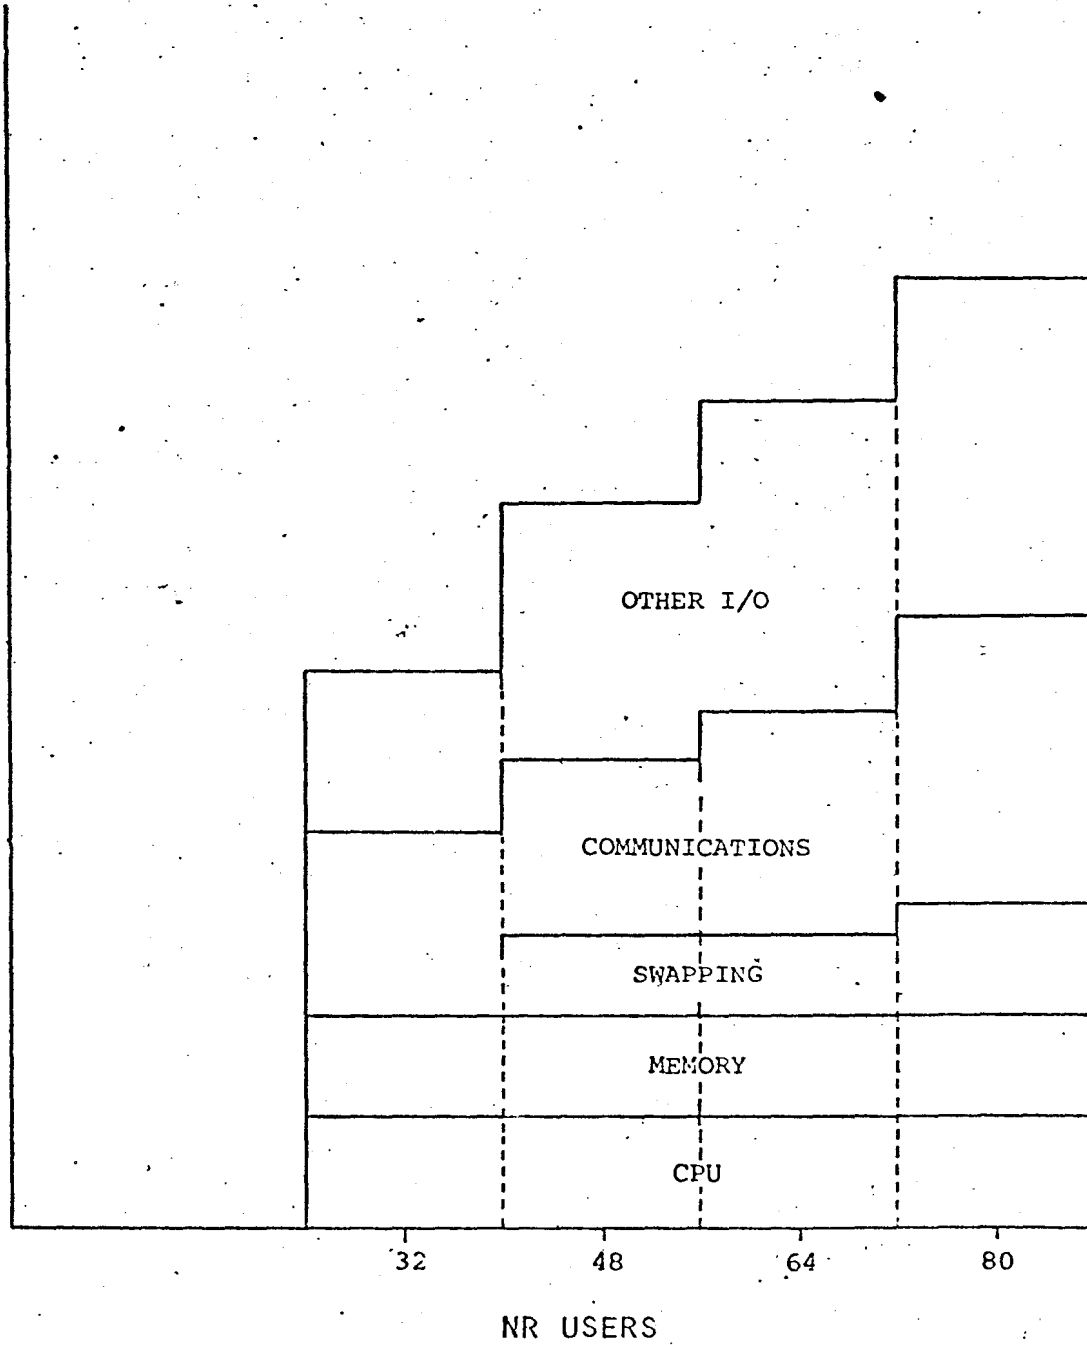 OTHER I/O
COMMUNICATIONS
SWAPPING
MEMORY
CPU
32 48 64 80
NR USERS